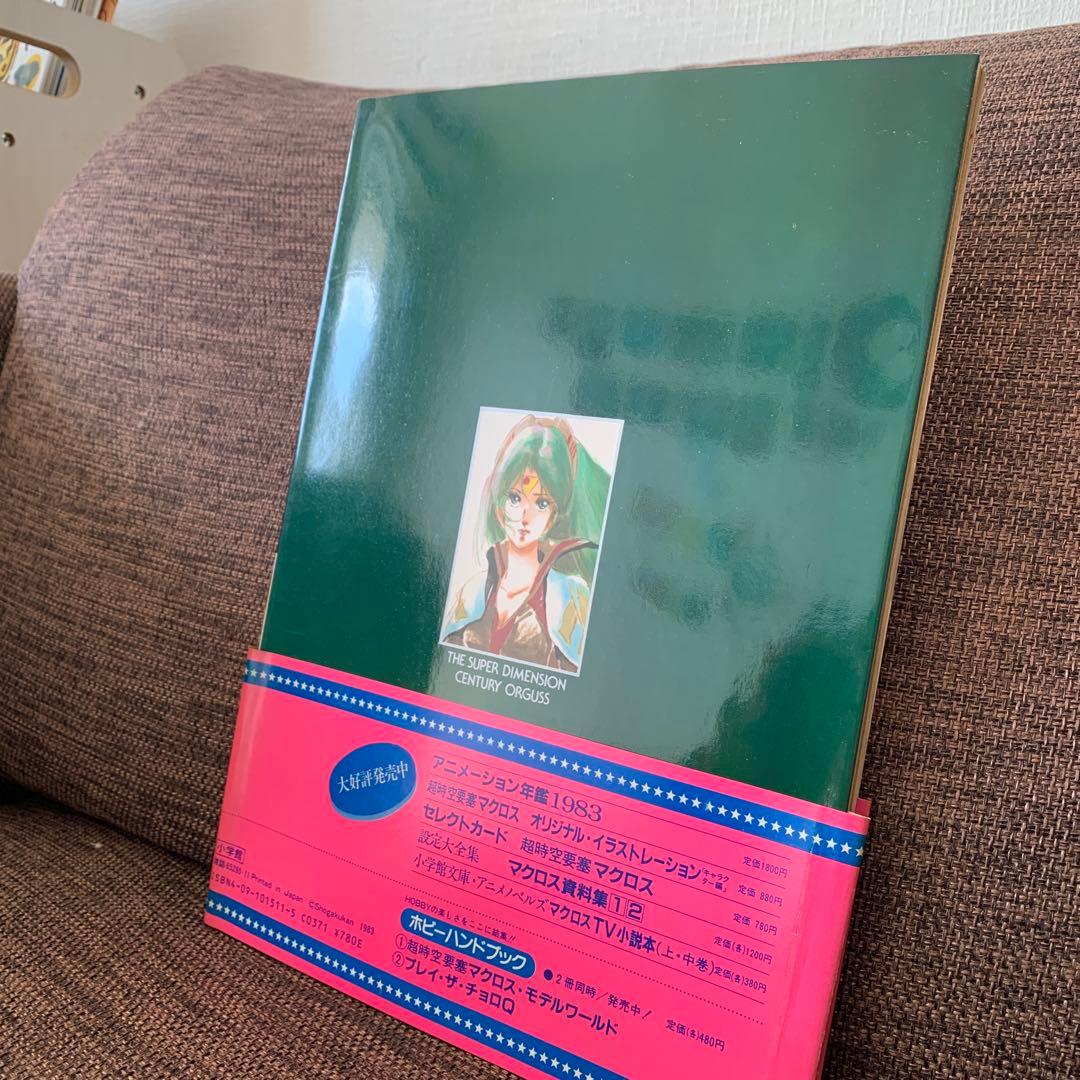 THE SUPER DIMENSION
CENTURY ORGUSS
大好評発売中
アニメーション年鑑1983 定価1800円
超時空要塞マクロス オリジナル・イラストレーション「キャラクター編」 定価 880円
セレクトカード 超時空要塞マクロス 定価 780円
設定大全集 マクロス資料集1 2 定価(各)1200円
小学館文庫・アニメノベルズマクロスTV小説本(上・中巻) 定価(各)380円
HOBBYの楽しさをここに結集!!
ホビーハンドブック ●2冊同時/発売中!
①超時空要塞マクロス・モデルワールド
②プレイ・ザ・チョロQ 定価(各)480円
小学館
Printed in Japan ©Shogakukan 1983
ISBN4-09-101511-5 C0371 ¥780E